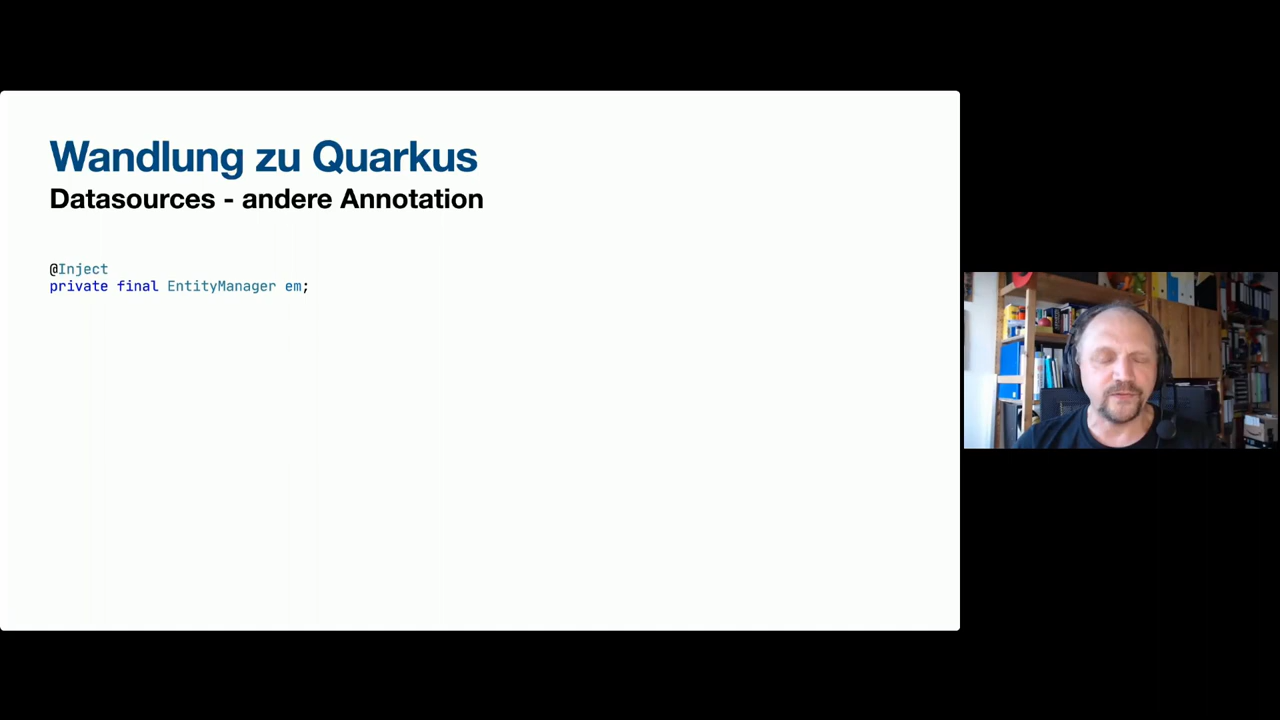 Wandlung zu Quarkus
Datasources - andere Annotation
@Inject
private final EntityManager em;